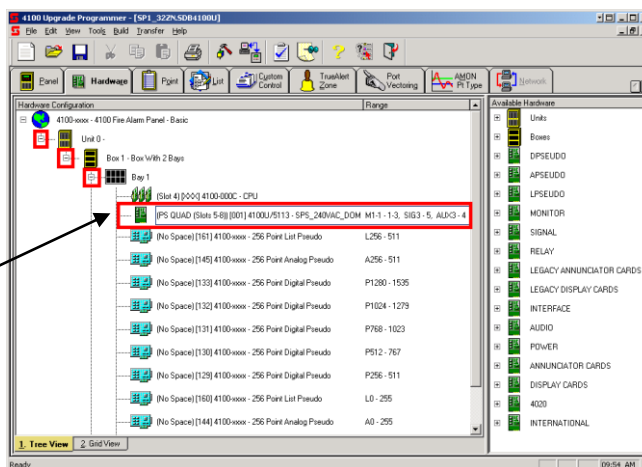 4100 Upgrade Programmer - [SP1_322N.SDB4100U]
File Edit View Tools Build Transfer Help
Panel Hardware Point List Custom Control TrueAlert Zone Port Vectoring AMON Pt Type Network
Hardware Configuration Range
4100-xxxx - 4100 Fire Alarm Panel - Basic
Unit 0 -
Box 1 - Box With 2 Bays
Bay 1
(Slot 4) [XXX] 4100-000C - CPU
(PS QUAD (Slots 5-8)) [001] 4100U/5113 - SPS_240VAC_DOM M1-1 - 1-3, SIG3 - 5, AUX3 - 4
(No Space) [161] 4100-xxxx - 256 Point List Pseudo L256 - 511
(No Space) [145] 4100-xxxx - 256 Point Analog Pseudo A256 - 511
(No Space) [133] 4100-xxxx - 256 Point Digital Pseudo P1280 - 1535
(No Space) [132] 4100-xxxx - 256 Point Digital Pseudo P1024 - 1279
(No Space) [131] 4100-xxxx - 256 Point Digital Pseudo P768 - 1023
(No Space) [130] 4100-xxxx - 256 Point Digital Pseudo P512 - 767
(No Space) [129] 4100-xxxx - 256 Point Digital Pseudo P256 - 511
(No Space) [160] 4100-xxxx - 256 Point List Pseudo L0 - 255
(No Space) [144] 4100-xxxx - 256 Point Analog Pseudo A0 - 255
1. Tree View 2. Grid View
Available Hardware
Units
Boxes
DPSEUDO
APSEUDO
LPSEUDO
MONITOR
SIGNAL
RELAY
LEGACY ANNUNCIATOR CARDS
LEGACY DISPLAY CARDS
INTERFACE
AUDIO
POWER
ANNUNCIATOR CARDS
DISPLAY CARDS
4020
INTERNATIONAL
Ready 09:54 AM